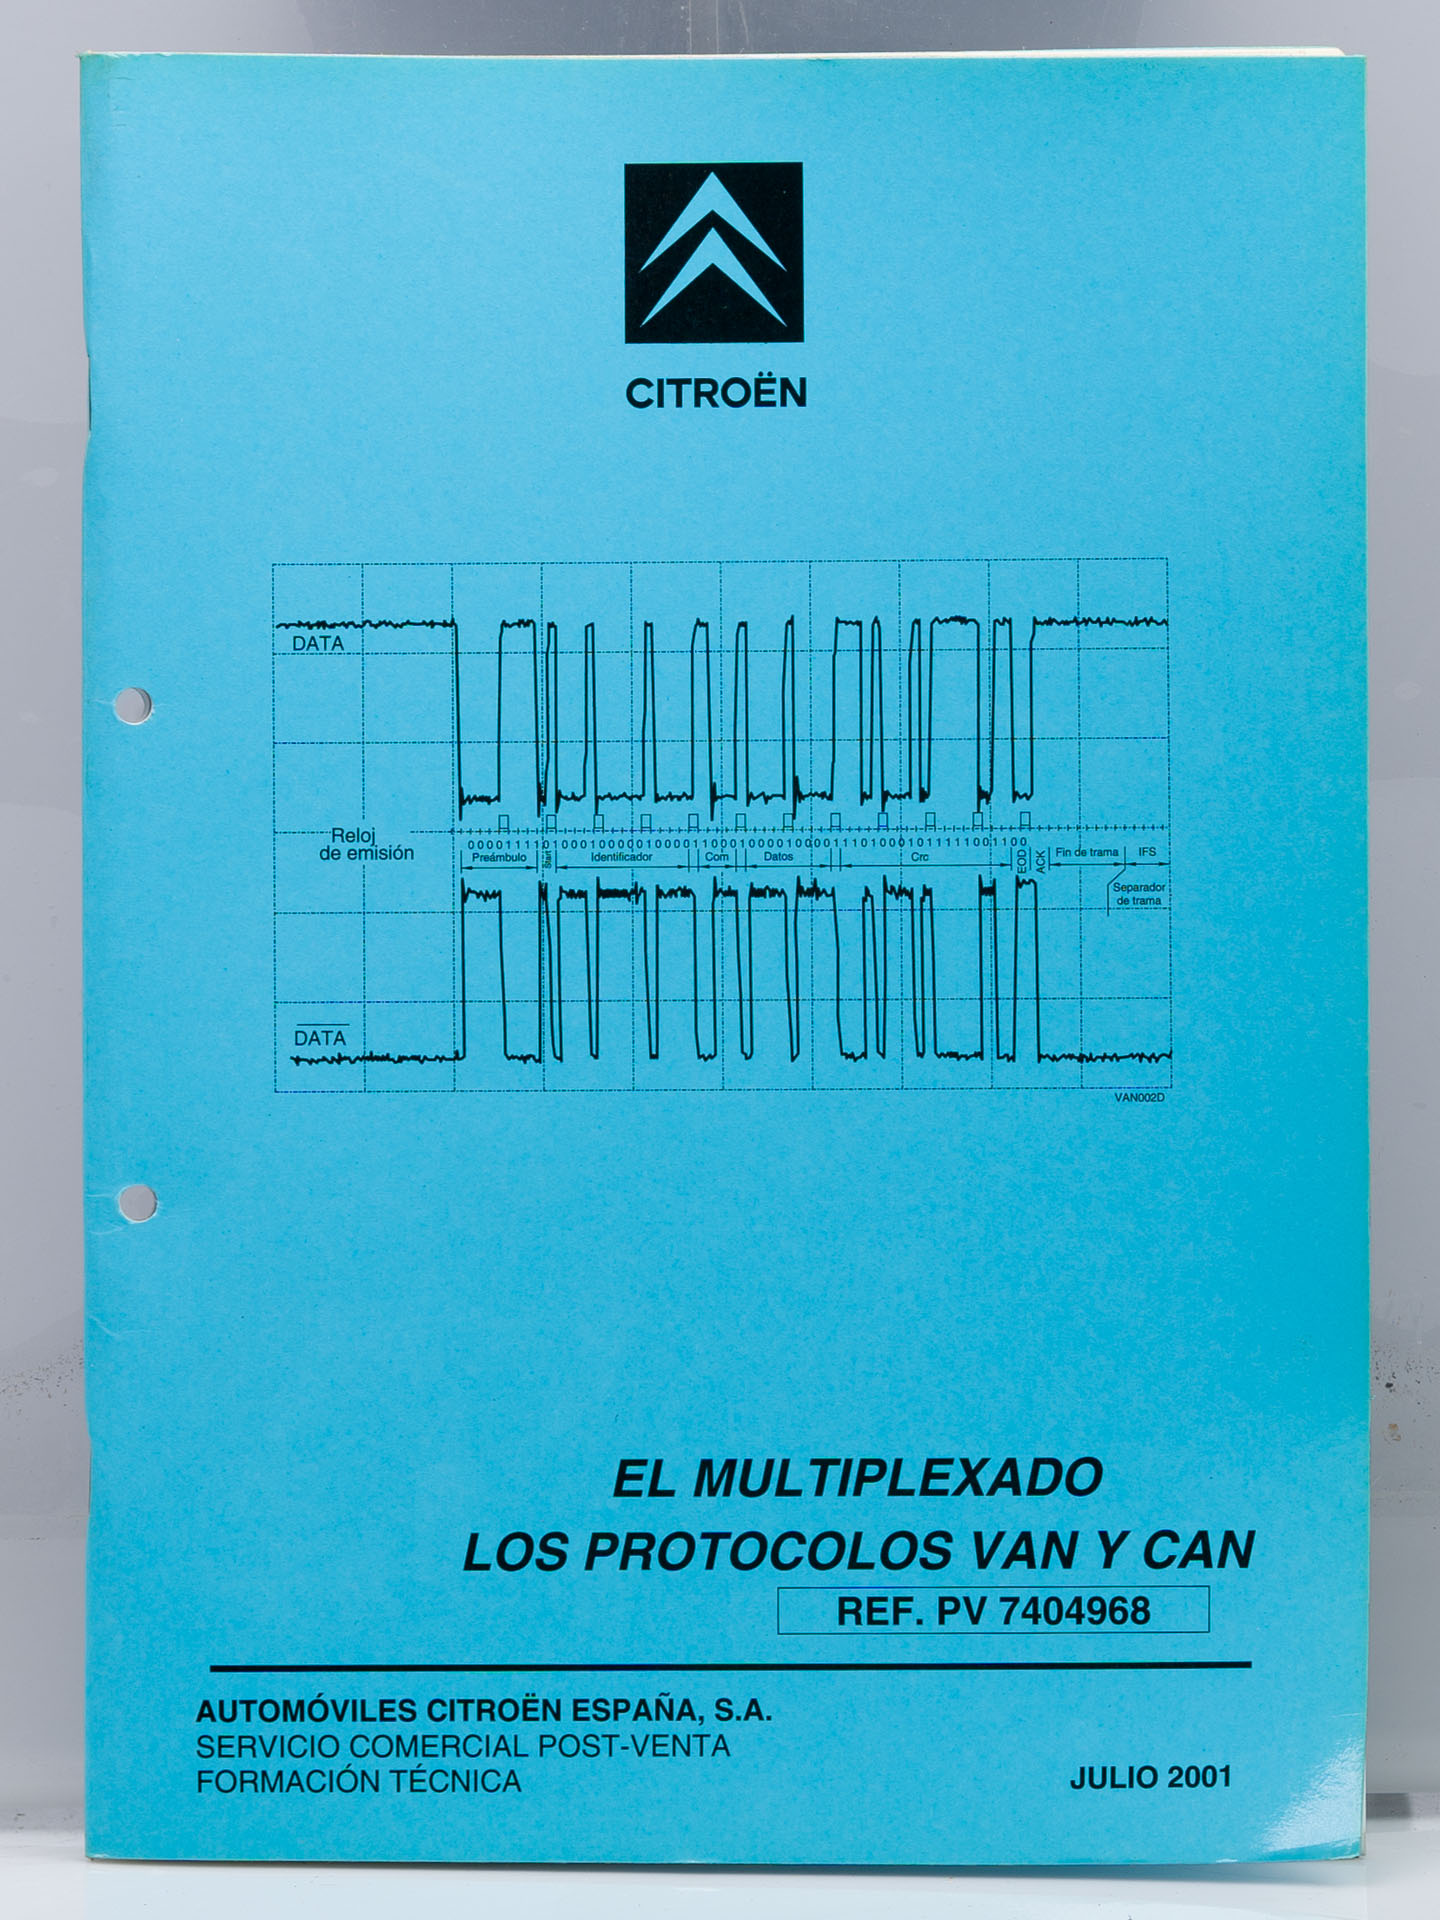 CITROËN
DATA
Reloj
de emisión
Preámbulo
Start
Identificador
Com
Datos
Crc
EOD
ACK
Fin de trama
IFS
Separador
de trama
DATA
VAN002D
EL MULTIPLEXADO
LOS PROTOCOLOS VAN Y CAN
REF. PV 7404968
AUTOMÓVILES CITROËN ESPAÑA, S.A.
SERVICIO COMERCIAL POST-VENTA
FORMACIÓN TÉCNICA
JULIO 2001